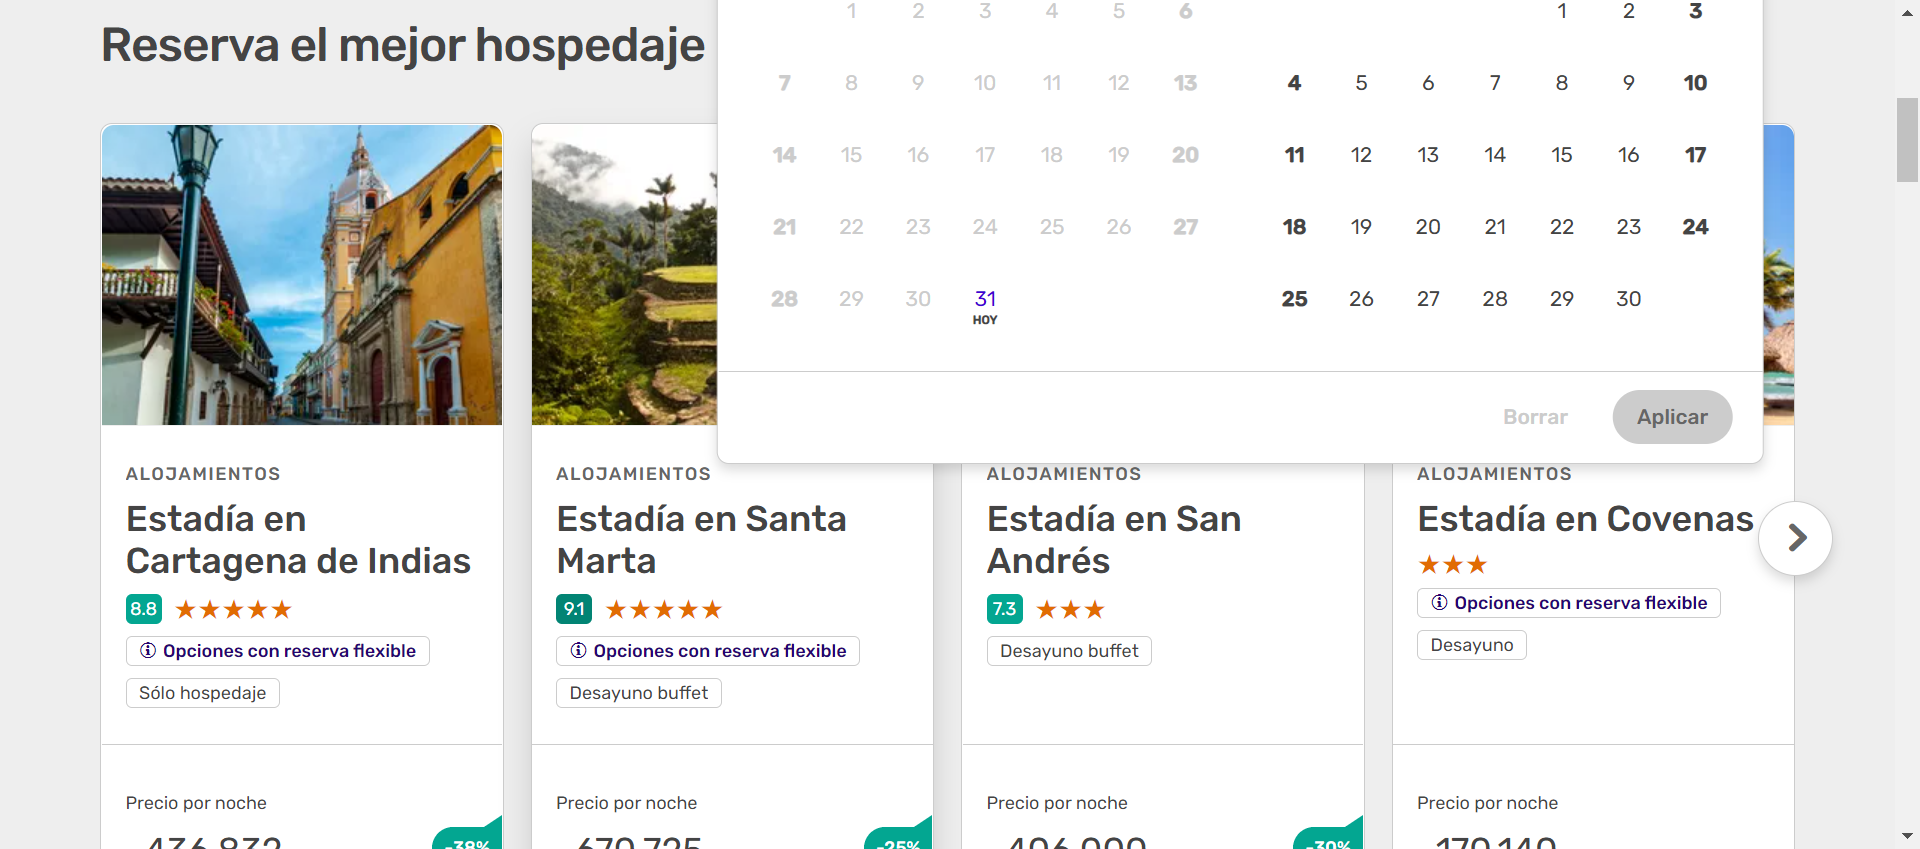 Reserva el mejor hospedaje
1 2 3 4 5 6
7 8 9 10 11 12 13
14 15 16 17 18 19 20
21 22 23 24 25 26 27
28 29 30 31
HOY
1 2 3
4 5 6 7 8 9 10
11 12 13 14 15 16 17
18 19 20 21 22 23 24
25 26 27 28 29 30
Borrar
Aplicar
ALOJAMIENTOS
Estadía en
Cartagena de Indias
8.8
Opciones con reserva flexible
Sólo hospedaje
Precio por noche
436.832
-38%
ALOJAMIENTOS
Estadía en Santa
Marta
9.1
Opciones con reserva flexible
Desayuno buffet
Precio por noche
670.725
-25%
ALOJAMIENTOS
Estadía en San
Andrés
7.3
Desayuno buffet
Precio por noche
-30%
ALOJAMIENTOS
Estadía en Covenas
Opciones con reserva flexible
Desayuno
Precio por noche